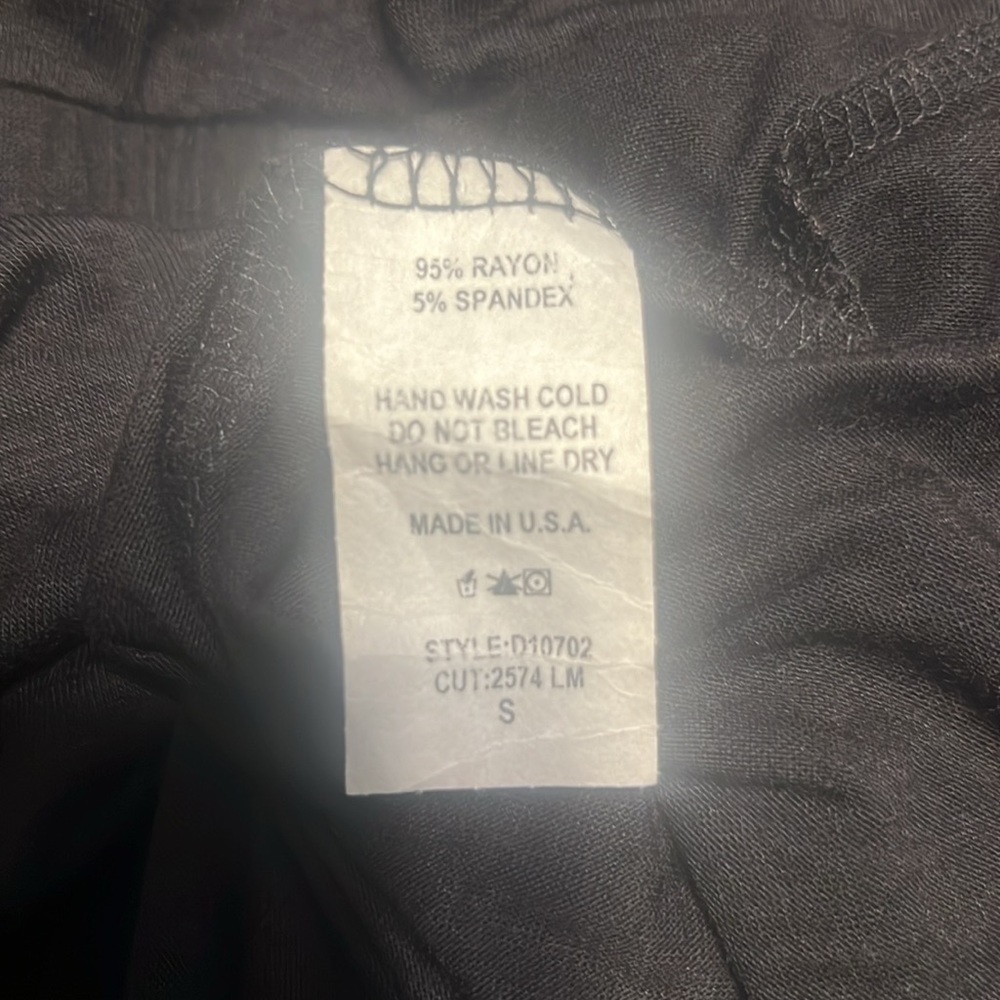 95% RAYON,
5% SPANDEX
HAND WASH COLD
DO NOT BLEACH
HANG OR LINE DRY
MADE IN U.S.A.
STYLE:D10702
CUT:2574 LM
S